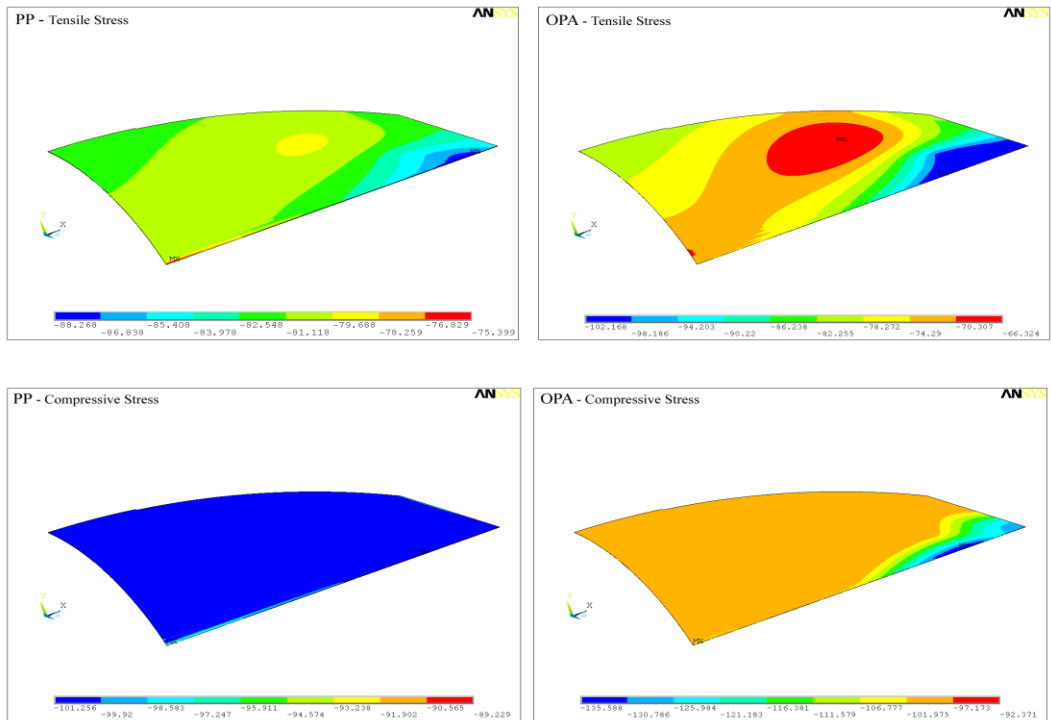 PP - Tensile Stress
ANSYS
MX
MN
Y
X
-88.268 -85.408 -82.548 -79.688 -76.829
-86.838 -83.978 -81.118 -78.259 -75.399
OPA - Tensile Stress
ANSYS
MX
Y
X
-102.168 -94.203 -86.238 -78.272 -70.307
-98.186 -90.22 -82.255 -74.29 -66.324
PP - Compressive Stress
ANSYS
MX
Y
X
-101.256 -98.583 -95.911 -93.238 -90.565
-99.92 -97.247 -94.574 -91.902 -89.229
OPA - Compressive Stress
ANSYS
MN
MX
Y
X
-135.588 -125.984 -116.381 -106.777 -97.173
-130.786 -121.183 -111.579 -101.975 -92.371